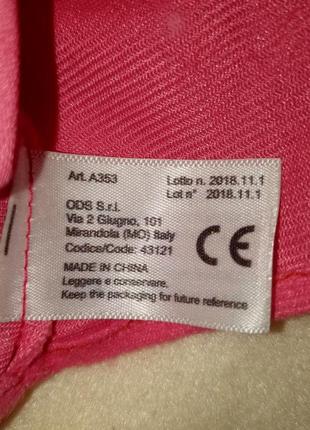 Art. A353
Lotto n. 2018.11.1
Lot n° 2018.11.1
ODS S.r.l.
Via 2 Giugno, 101
Mirandola (MO) Italy
Codice/Code: 43121
CE
MADE IN CHINA
Leggere e conservare.
Keep the packaging for future reference